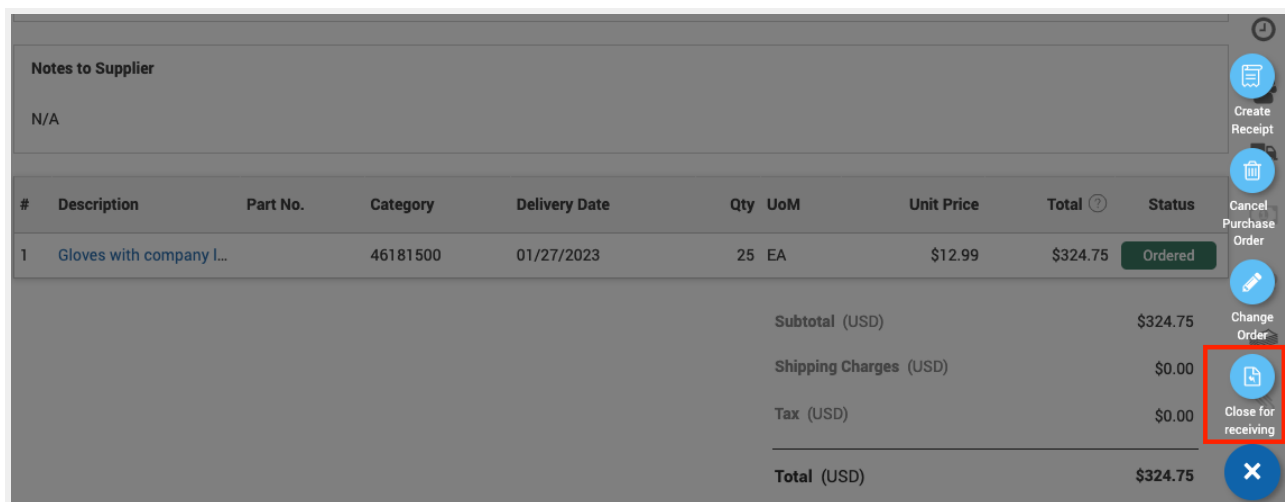 Notes to Supplier
N/A
Create
Receipt
# Description Part No. Category Delivery Date Qty UoM Unit Price Total ? Status
Cancel
Purchase
Order
1 Gloves with company l... 46181500 01/27/2023 25 EA $12.99 $324.75 Ordered
Subtotal (USD) $324.75
Change
Order
Shipping Charges (USD) $0.00
Tax (USD) $0.00
Close for
receiving
Total (USD) $324.75